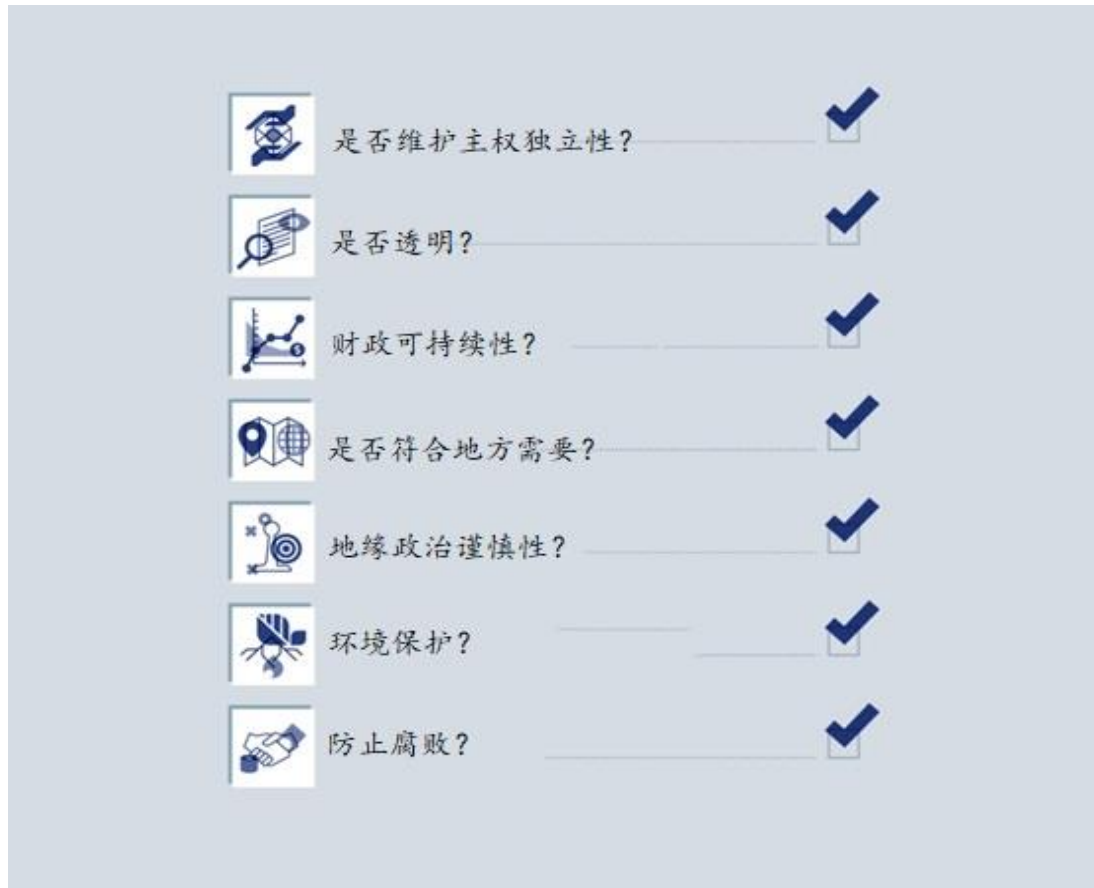 是否维护主权独立性?
是否透明?
财政可持续性?
是否符合地方需要?
地缘政治谨慎性?
环境保护?
防止腐败?